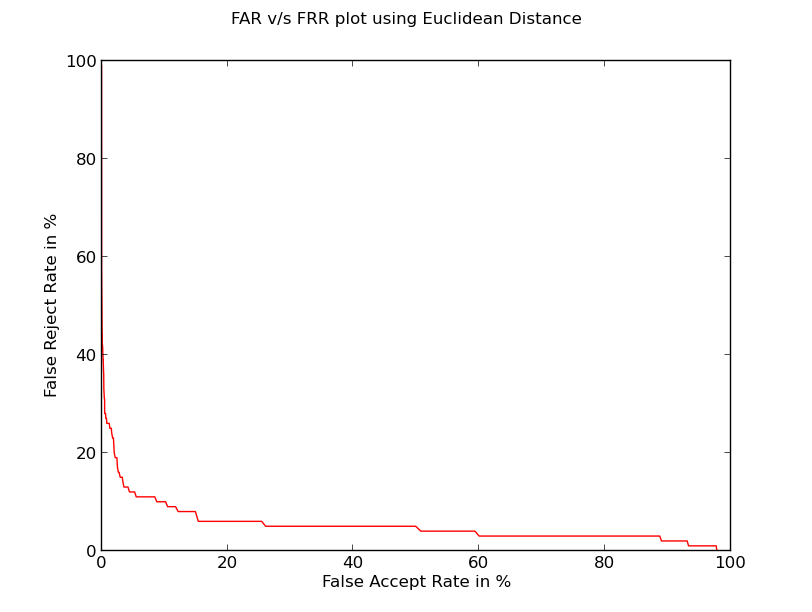 FAR v/s FRR plot using Euclidean Distance
100
80
60
40
20
0
False Reject Rate in %
0 20 40 60 80 100
False Accept Rate in %